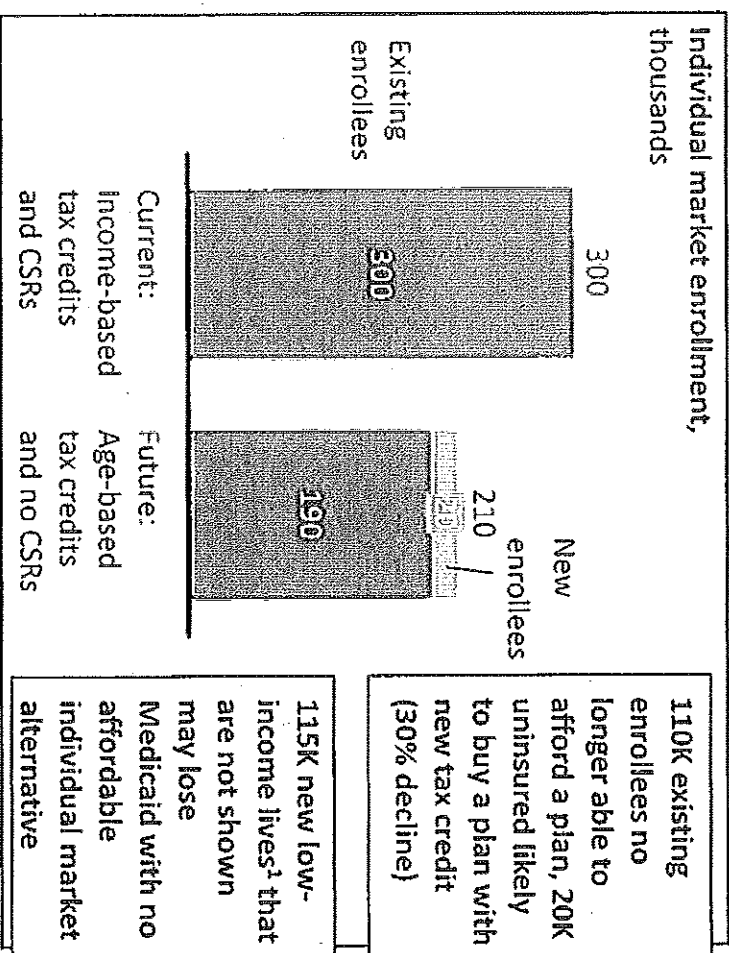 Individual market enrollment,
thousands
300
Existing
enrollees
300
New
enrollees
210
20
190
Current:
Income-based
tax credits
and CSRs
Future:
Age-based
tax credits
and no CSRs
110K existing
enrollees no
longer able to
afford a plan, 20K
uninsured likely
to buy a plan with
new tax credit
(30% decline)
115K new low-
income lives¹ that
are not shown
may lose
Medicaid with no
affordable
individual market
alternative